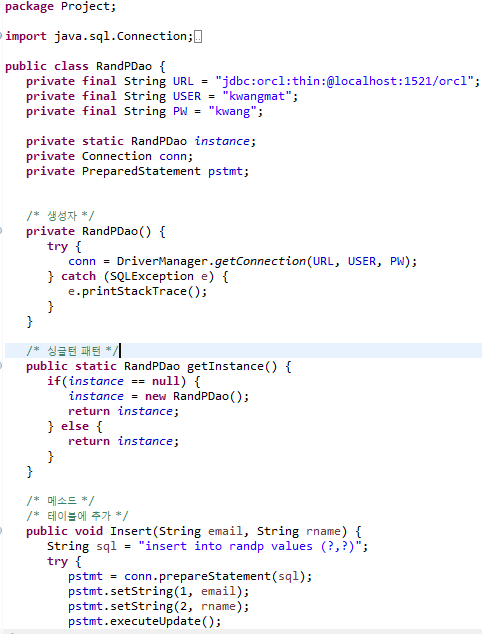 package Project;
import java.sql.Connection;
public class RandPDao {
private final String URL = "jdbc:orcl:thin:@localhost:1521/orcl";
private final String USER = "kwangmat";
private final String PW = "kwang";
private static RandPDao instance;
private Connection conn;
private PreparedStatement pstmt;
/* 생성자 */
private RandPDao() {
try {
conn = DriverManager.getConnection(URL, USER, PW);
} catch (SQLException e) {
e.printStackTrace();
}
}
/* 싱글턴 패턴 */
public static RandPDao getInstance() {
if(instance == null) {
instance = new RandPDao();
return instance;
} else {
return instance;
}
}
/* 메소드 */
/* 테이블에 추가 */
public void Insert(String email, String rname) {
String sql = "insert into randp values (?,?)";
try {
pstmt = conn.prepareStatement(sql);
pstmt.setString(1, email);
pstmt.setString(2, rname);
pstmt.executeUpdate();